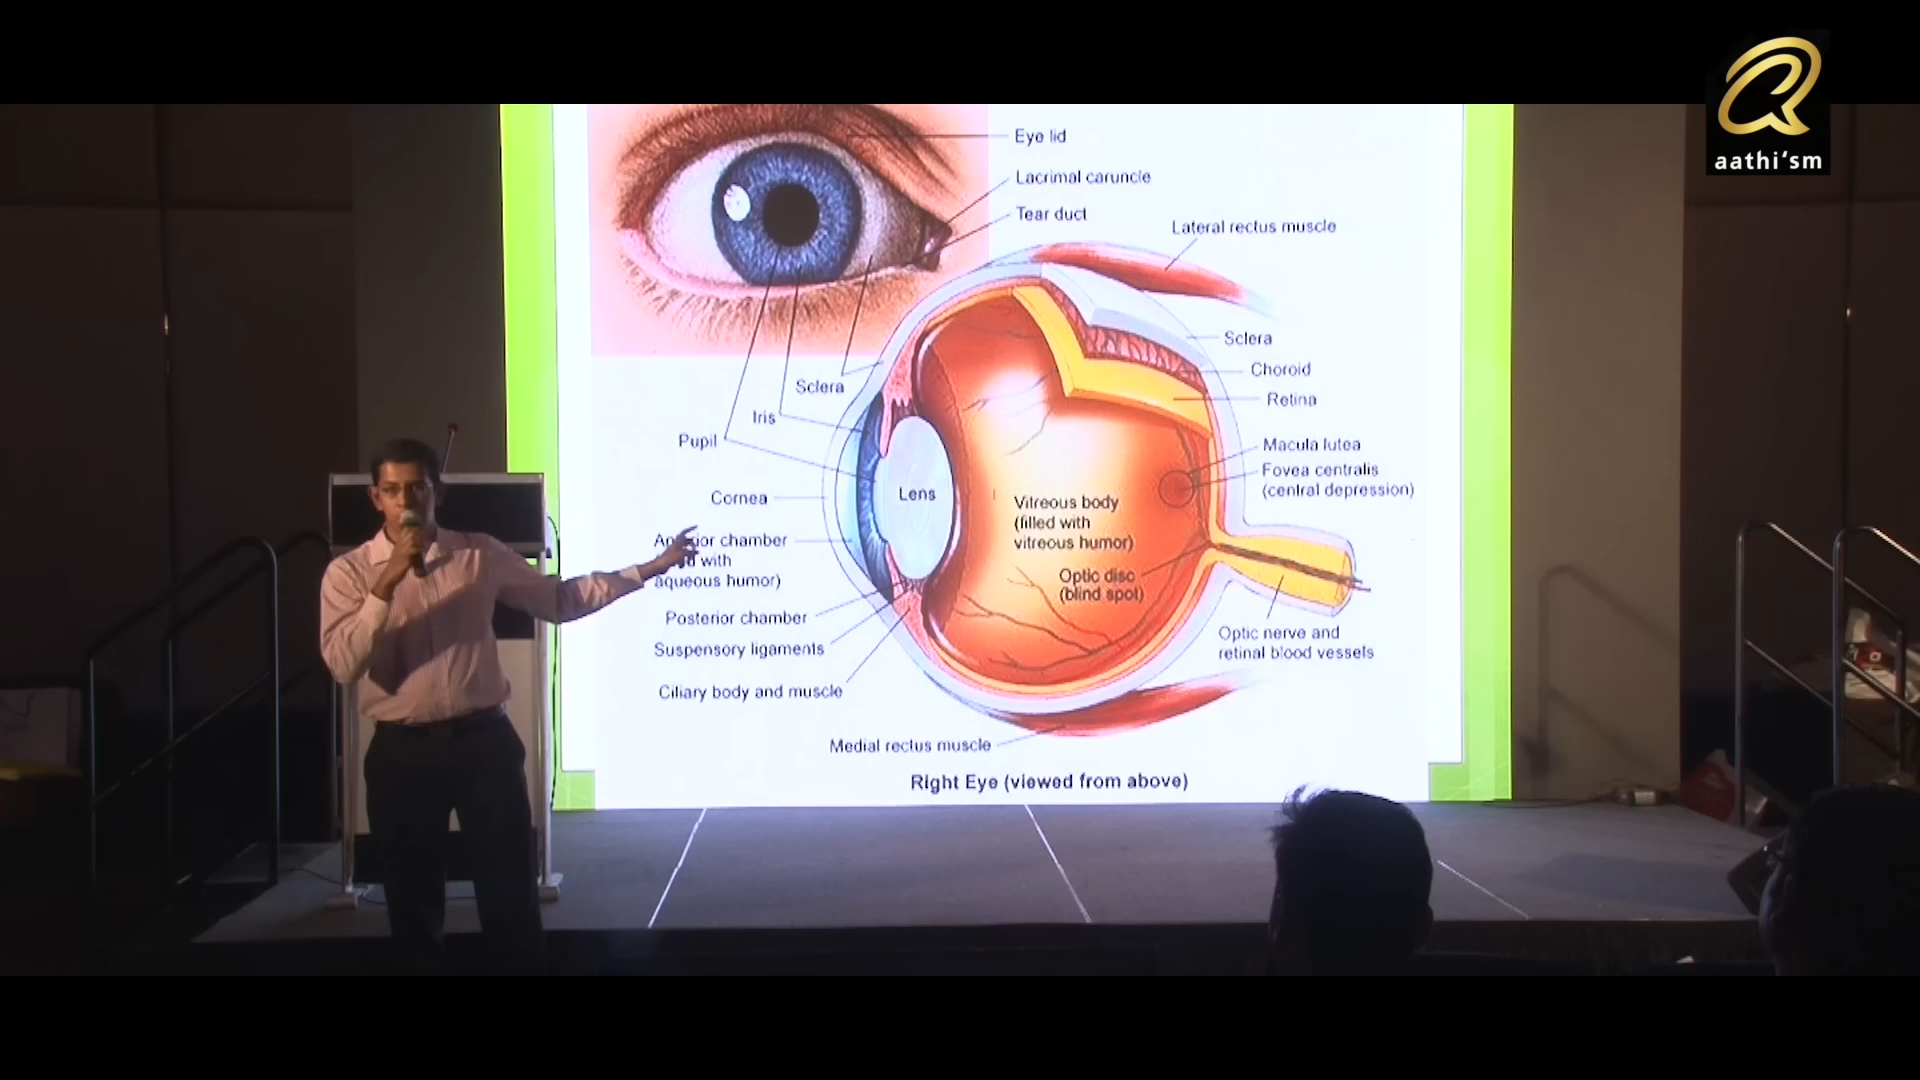 aathi‘sm
Eye lid
Lacrimal caruncle
Tear duct
Lateral rectus muscle
Sclera
Choroid
Retina
Macula lutea
Fovea centralis
(central depression)
Sclera
Iris
Pupil
Cornea
Lens
Vitreous body
(filled with
vitreous humor)
Optic disc
(blind spot)
chamber
with
aqueous humor)
Posterior chamber
Suspensory ligaments
Ciliary body and muscle
Optic nerve and
retinal blood vessels
Medial rectus muscle
Right Eye (viewed from above)